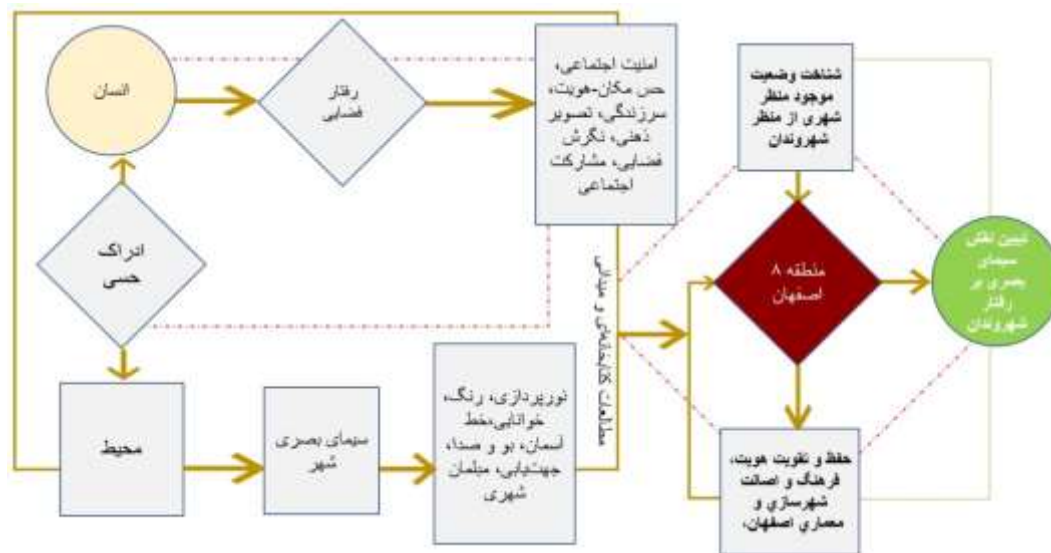 انسان
رفتار
فضایی
امنیت اجتماعی،
حس مکان-هویت،
سرزندگی، تصویر
ذهنی، نگرش
فضایی، مشارکت
اجتماعی
ادراک
حسی
محیط
سیمای بصری
شهر
نورپردازی، رنگ،
خوانایی،خط
آسمان، بو و صدا،
جهت‌یابی، مبلمان
شهری
مطالعات کتابخانه‌ای و میدانی
شناخت وضعیت
موجود منظر
شهری از منظر
شهروندان
منطقه ۸
اصفهان
تبیین نقش
سیمای
بصری بر
رفتار
شهروندان
حفظ و تقویت هویت،
فرهنگ و اصالت
شهرسازي و
معماري اصفهان،